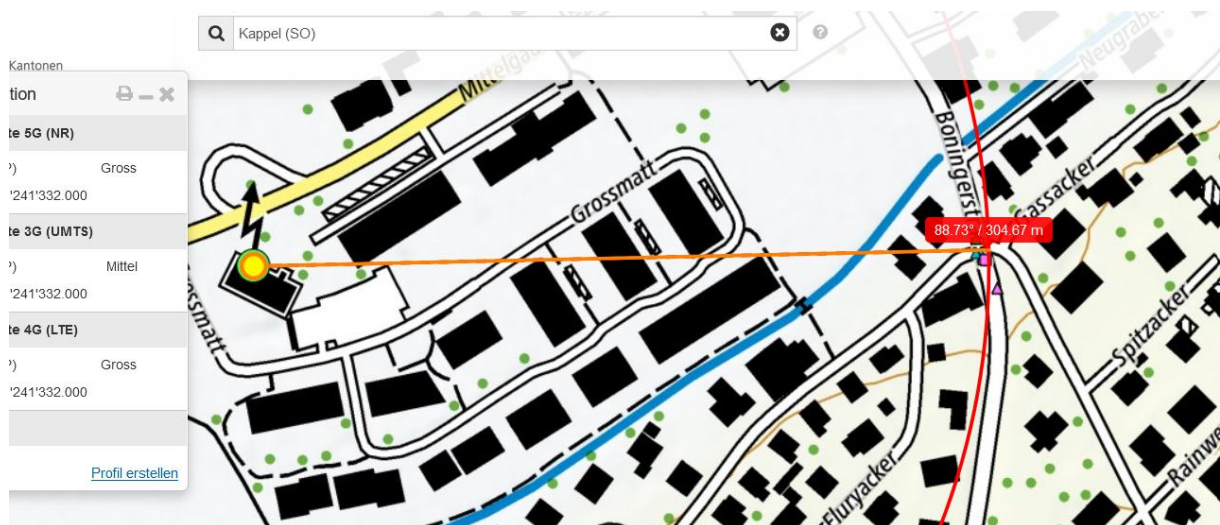 Kappel (SO)
Kantonen
tion
te 5G (NR)
?) Gross
'241'332.000
te 3G (UMTS)
?) Mittel
'241'332.000
te 4G (LTE)
?) Gross
'241'332.000
Profil erstellen
Mittelgäu
Neugraben
Boningerst
Grossmatt
Gassacker
88.73° / 304.67 m
Grossmatt
Spitzacker
Fluryacker
Rainwe